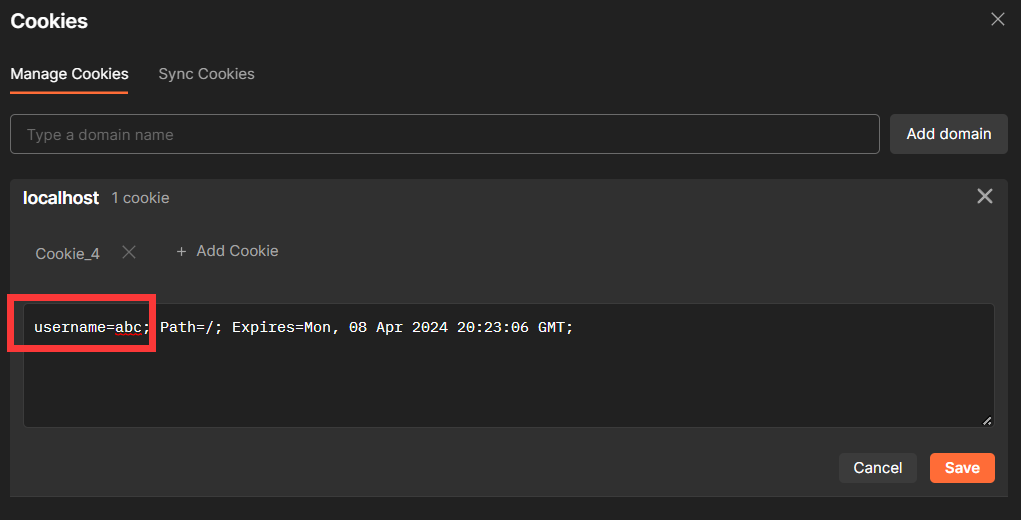 Cookies
Manage Cookies Sync Cookies
Type a domain name Add domain
localhost 1 cookie
Cookie_4 + Add Cookie
username=abc; Path=/; Expires=Mon, 08 Apr 2024 20:23:06 GMT;
Cancel Save